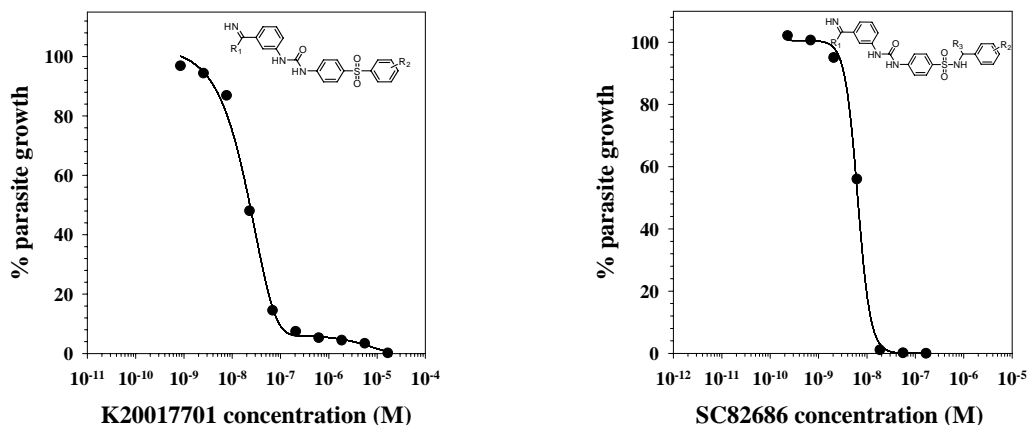 % parasite growth
100
80
60
40
20
0
10-11 10-10 10-9 10-8 10-7 10-6 10-5 10-4
K20017701 concentration (M)
NH
R1
NH
O
HN
S
O
O
R2
% parasite growth
100
80
60
40
20
0
10-12 10-11 10-10 10-9 10-8 10-7 10-6 10-5
SC82686 concentration (M)
NH
R1
NH
O
HN
O
S
O
NH
R3
R2